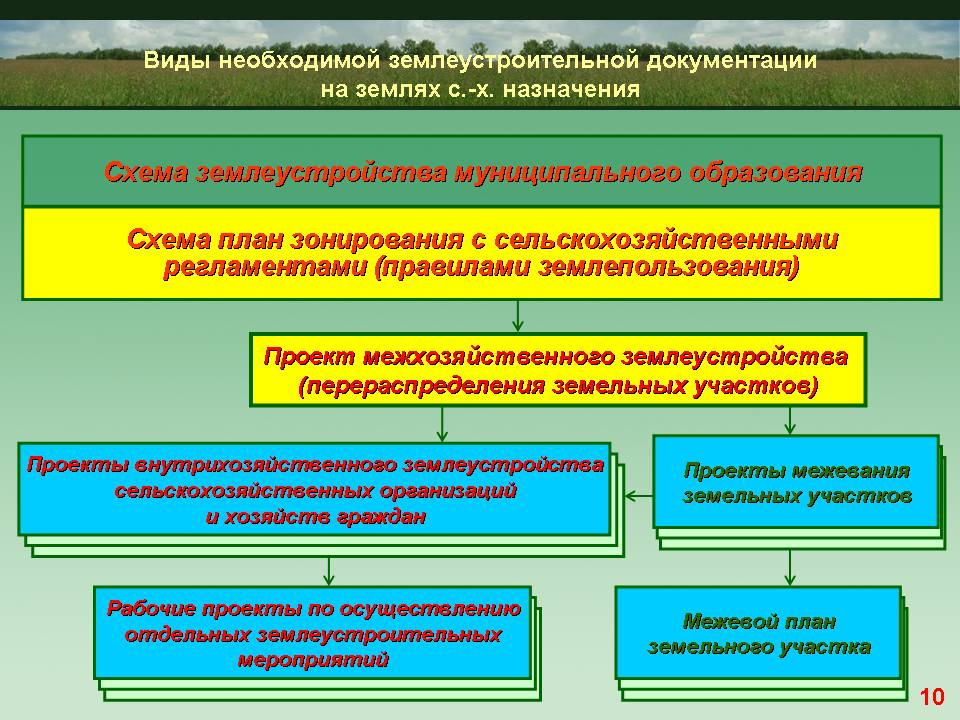 Виды необходимой землеустроительной документации
на землях с.-х. назначения
Схема землеустройства муниципального образования
Схема план зонирования с сельскохозяйственными
регламентами (правилами землепользования)
Проект межхозяйственного землеустройства
(перераспределения земельных участков)
Проекты внутрихозяйственного землеустройства
сельскохозяйственных организаций
и хозяйств граждан
Проекты межевания
земельных участков
Рабочие проекты по осуществлению
отдельных землеустроительных
мероприятий
Межевой план
земельного участка
10